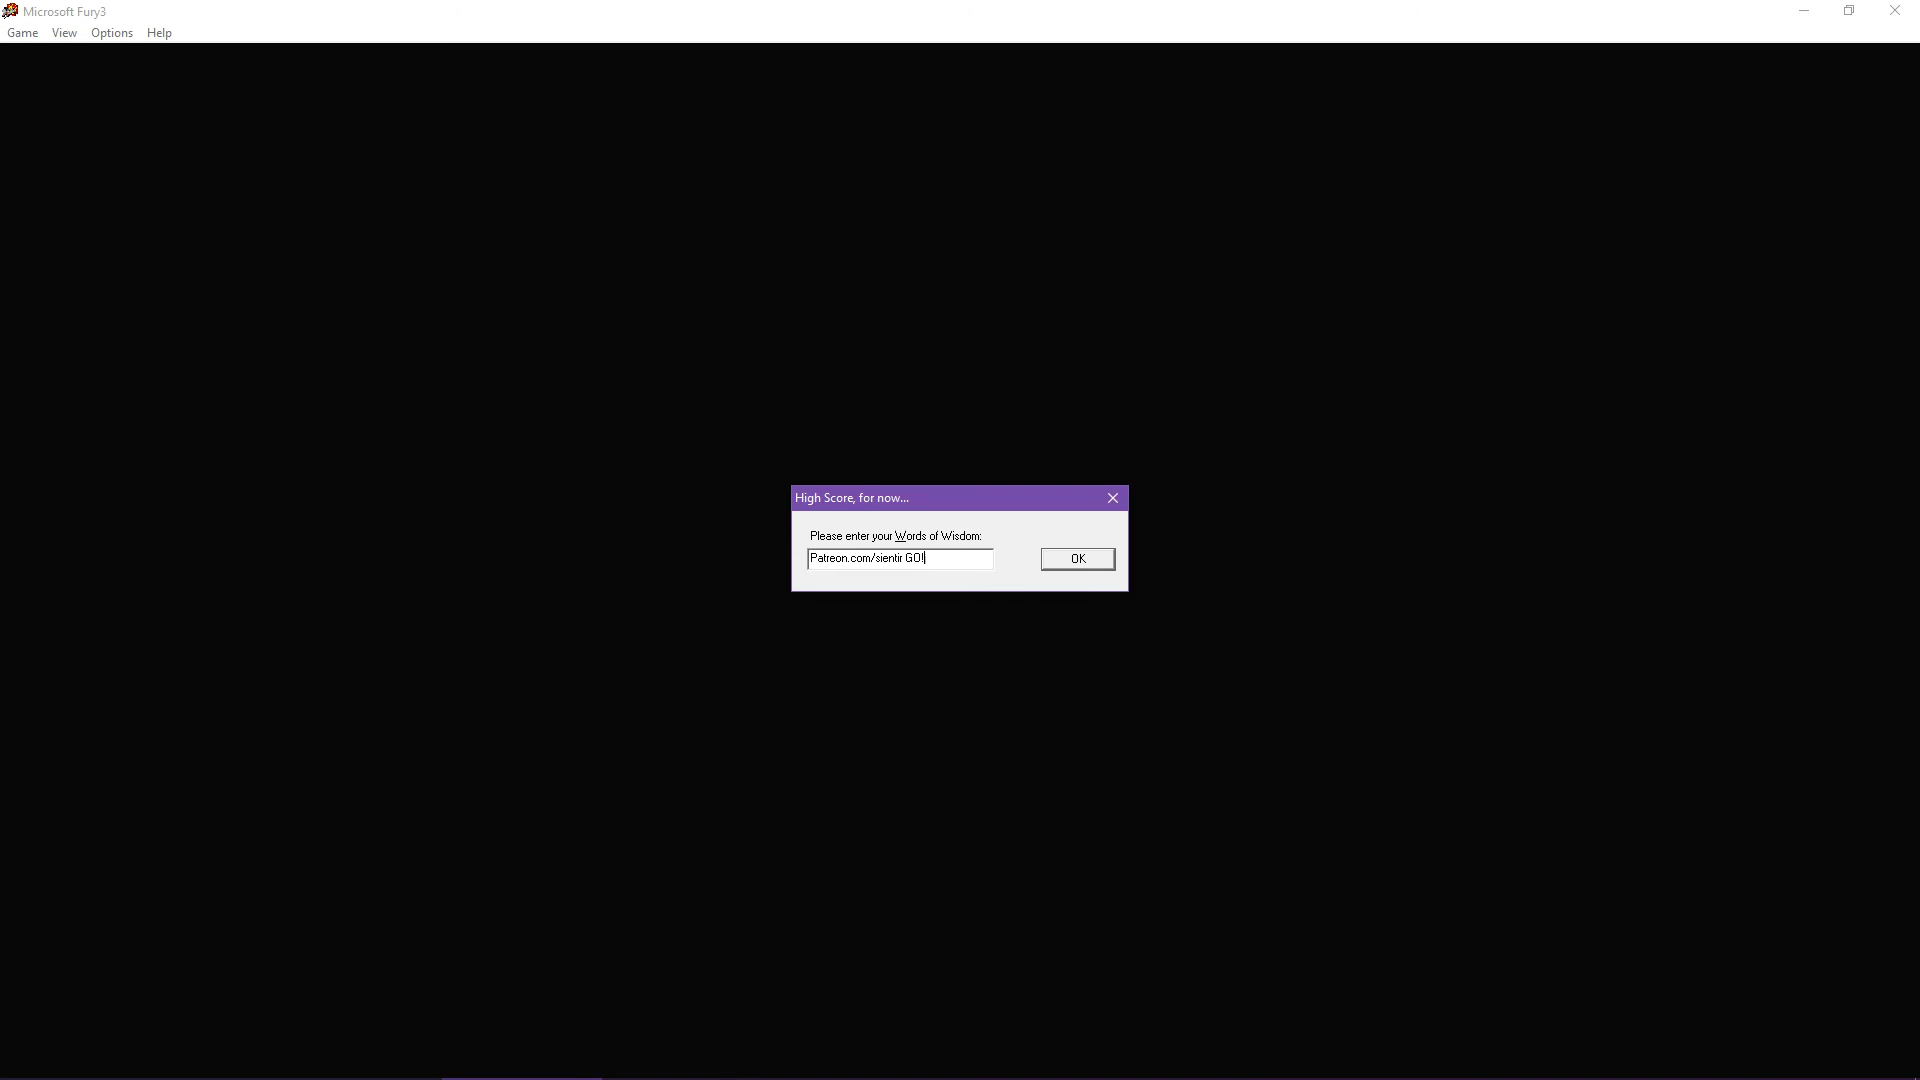 Microsoft Fury3
Game View Options Help
High Score, for now...
Please enter your Words of Wisdom:
Patreon.com/sientir GO!
OK